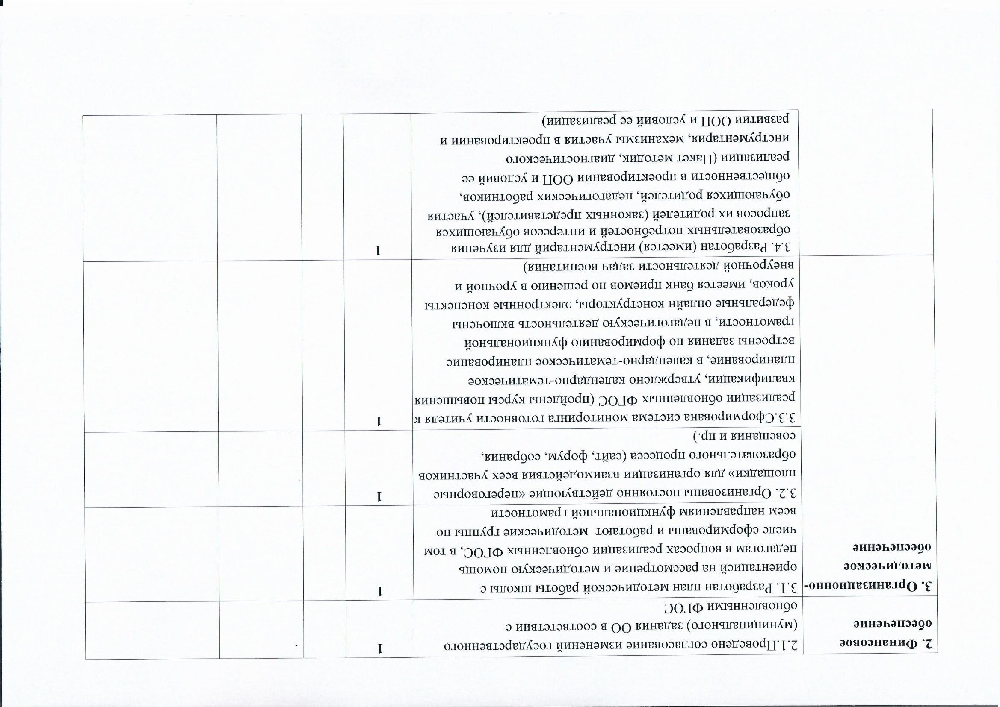 2. Финансовое
обеспечение
2.1.Проведено согласование изменений государственного
(муниципального) задания ОО в соответствии с
обновленными ФГОС
1
3. Организационно-
методическое
обеспечение
3.1. Разработан план методической работы школы с
ориентацией на рассмотрение и методическую помощь
педагогам в вопросах реализации обновленных ФГОС, в том
числе сформированы и работают методические группы по
всем направлениям функциональной грамотности
1
3.2. Организованы постоянно действующие «переговорные
площадки» для организации взаимодействия всех участников
образовательного процесса (сайт, форум, собрания,
совещания и пр.)
1
3.3.Сформирована система мониторинга готовности учителя к
реализации обновленных ФГОС (пройдены курсы повышения
квалификации, утверждено календарно-тематическое
планирование, в календарно-тематическое планирование
встроены задания по формированию функциональной
грамотности, в педагогическую деятельность включены
федеральные онлайн конструкторы, электронные конспекты
уроков, имеется банк приемов по решению в урочной и
внеурочной деятельности задач воспитания)
1
3.4. Разработан (имеется) инструментарий для изучения
образовательных потребностей и интересов обучающихся
запросов их родителей (законных представителей), участия
обучающихся родителей, педагогических работников,
общественности в проектировании ООП и условий ее
реализации (Пакет методик, диагностического
инструментария, механизмы участия в проектировании и
развитии ООП и условий ее реализации)
1